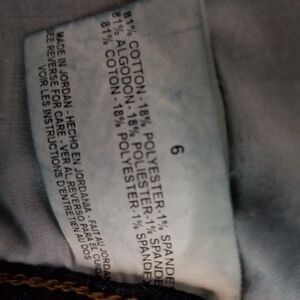 6
81% COTTON-18% POLYESTER-1% SPANDE
81% ALGODON-18% POLIESTER-1% SPANDE
81% COTON-18% POLYESTER-1% SPANDEX
MADE IN JORDAN - HECHO EN JORDANIA - FAIT AU JORDAN
SEE REVERSE FOR CARE - VER AL REVERSO PARA EL CUIDA
VOIR LES INSTRUCTIONS D'ENTRETIEN AU DOS